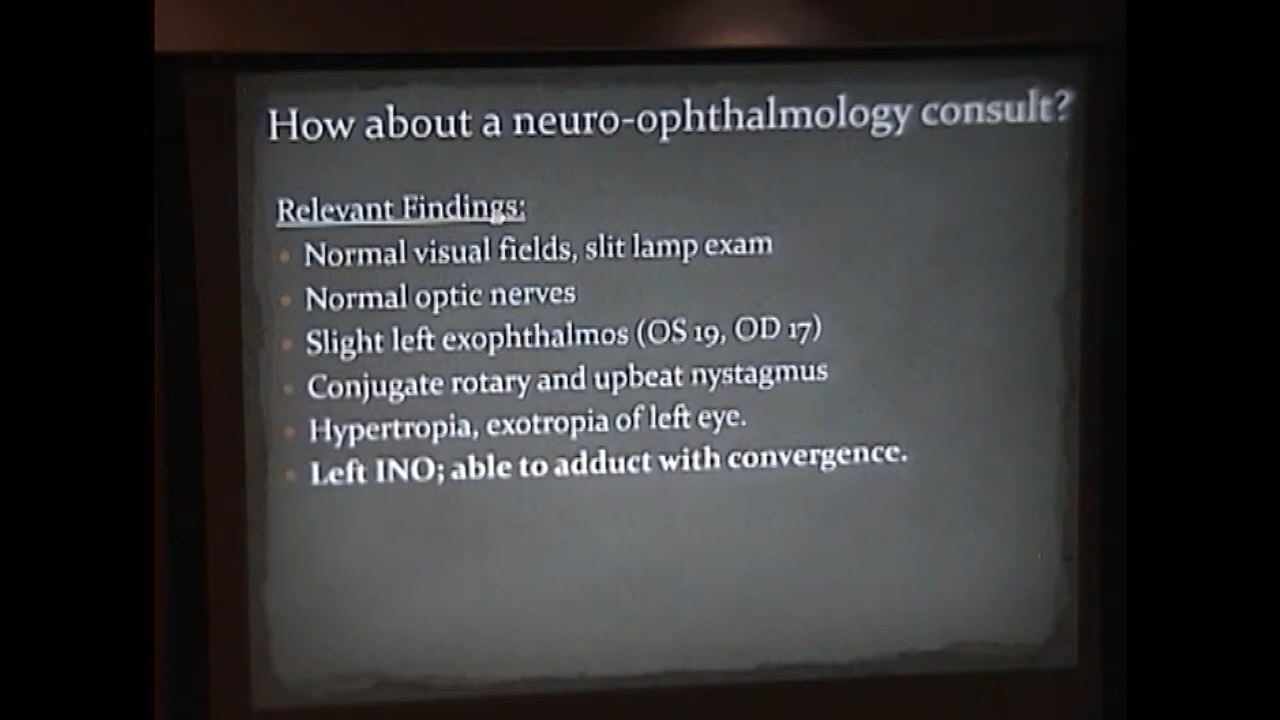 How about a neuro-ophthalmology consult?
Relevant Findings:
• Normal visual fields, slit lamp exam
• Normal optic nerves
• Slight left exophthalmos (OS 19, OD 17)
• Conjugate rotary and upbeat nystagmus
• Hypertropia, exotropia of left eye.
• Left INO; able to adduct with convergence.